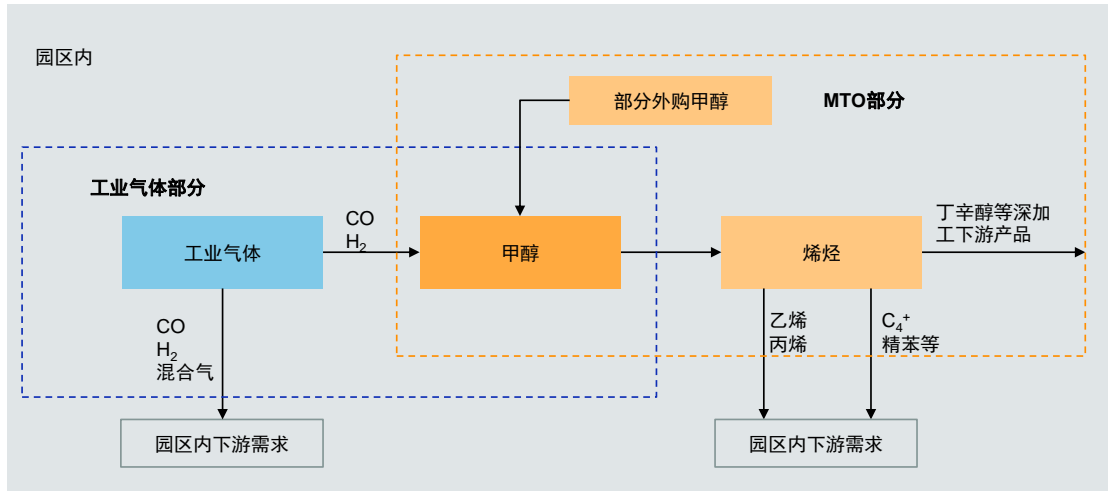 园区内
部分外购甲醇
MTO部分
工业气体部分
工业气体
CO
H₂
甲醇
烯烃
丁辛醇等深加
工下游产品
CO
H₂
混合气
乙烯
丙烯
C₄⁺
精苯等
园区内下游需求
园区内下游需求